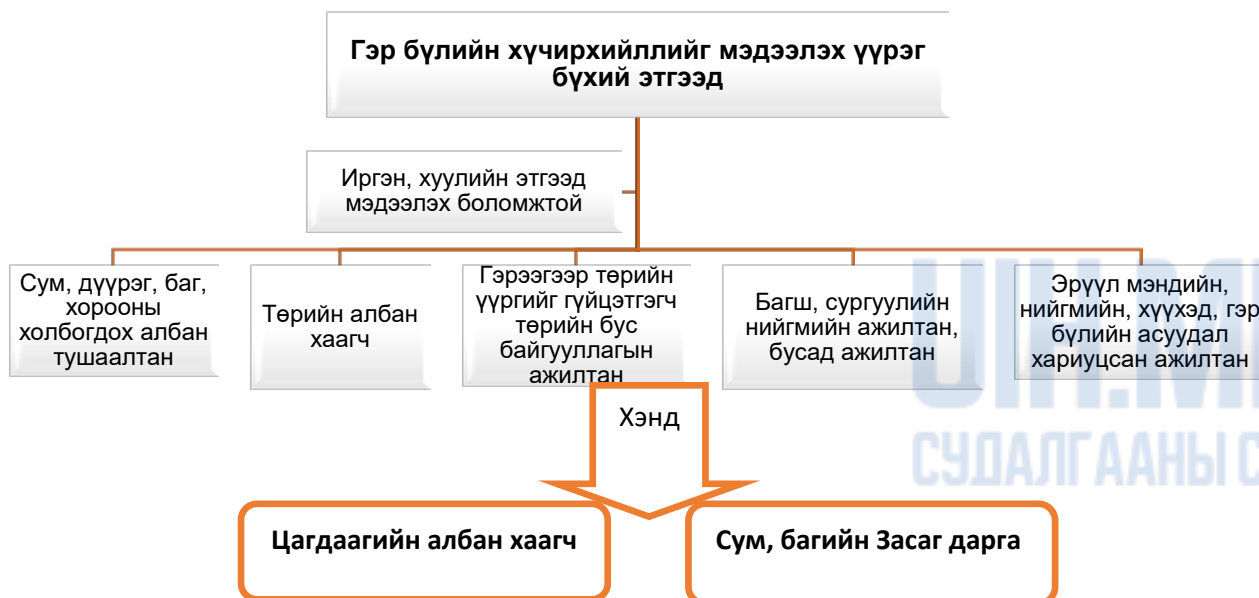 Гэр бүлийн хүчирхийллийг мэдээлэх үүрэг
бүхий этгээд
Иргэн, хуулийн этгээд
мэдээлэх боломжтой
Сум, дүүрэг, баг,
хорооны
холбогдох албан
тушаалтан
Төрийн албан
хаагч
Гэрээгээр төрийн
үүргийг гүйцэтгэгч
төрийн бус
байгууллагын
ажилтан
Багш, сургуулийн
нийгмийн ажилтан,
бусад ажилтан
Эрүүл мэндийн,
нийгмийн, хүүхэд, гэр
бүлийн асуудал
хариуцсан ажилтан
Хэнд
Цагдаагийн албан хаагч
Сум, багийн Засаг дарга
СУДАЛГААНЫ